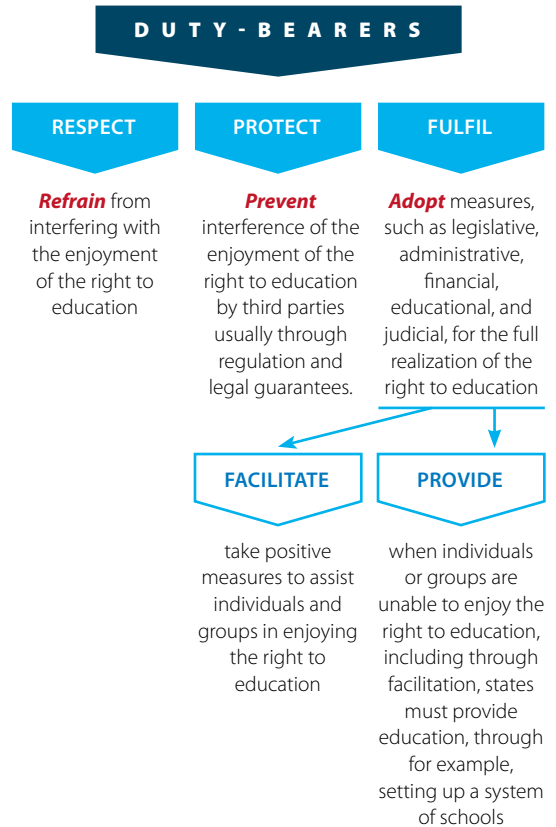 DUTY-BEARERS
RESPECT
Refrain from
interfering with
the enjoyment
of the right to
education
PROTECT
Prevent
interference of the
enjoyment of the
right to education
by third parties
usually through
regulation and
legal guarantees.
FULFIL
Adopt measures,
such as legislative,
administrative,
financial,
educational, and
judicial, for the full
realization of the
right to education
FACILITATE
take positive
measures to assist
individuals and
groups in enjoying
the right to
education
PROVIDE
when individuals
or groups are
unable to enjoy the
right to education,
including through
facilitation, states
must provide
education, through
for example,
setting up a system
of schools